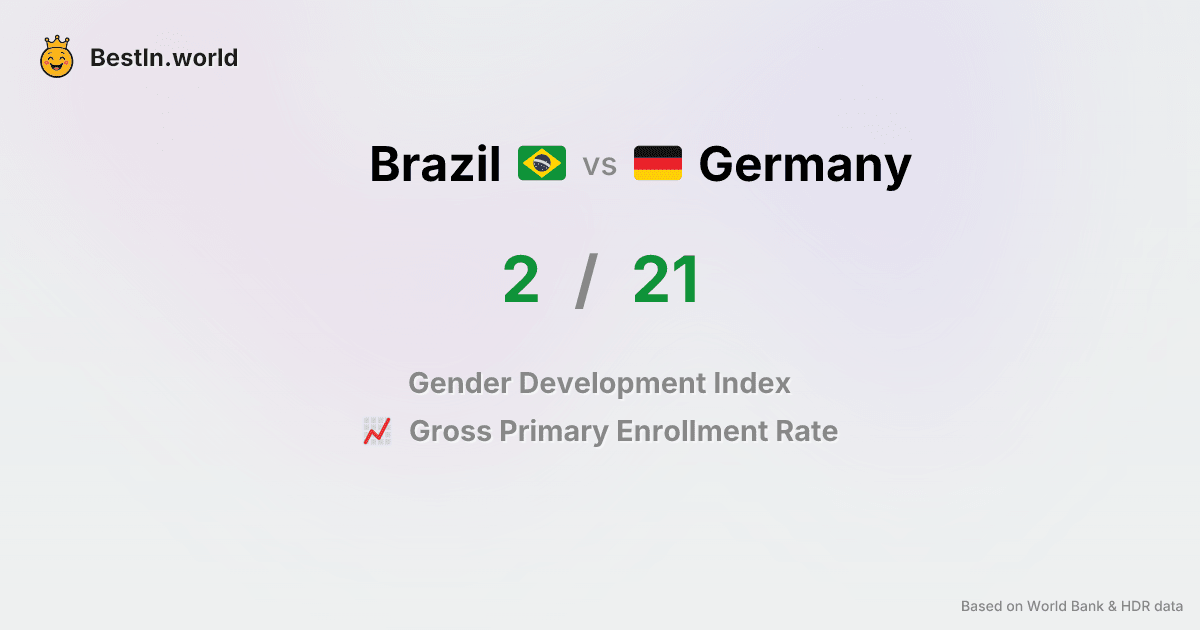 BestIn.world
Brazil vs Germany
2 / 21
Gender Development Index
Gross Primary Enrollment Rate
Based on World Bank & HDR data